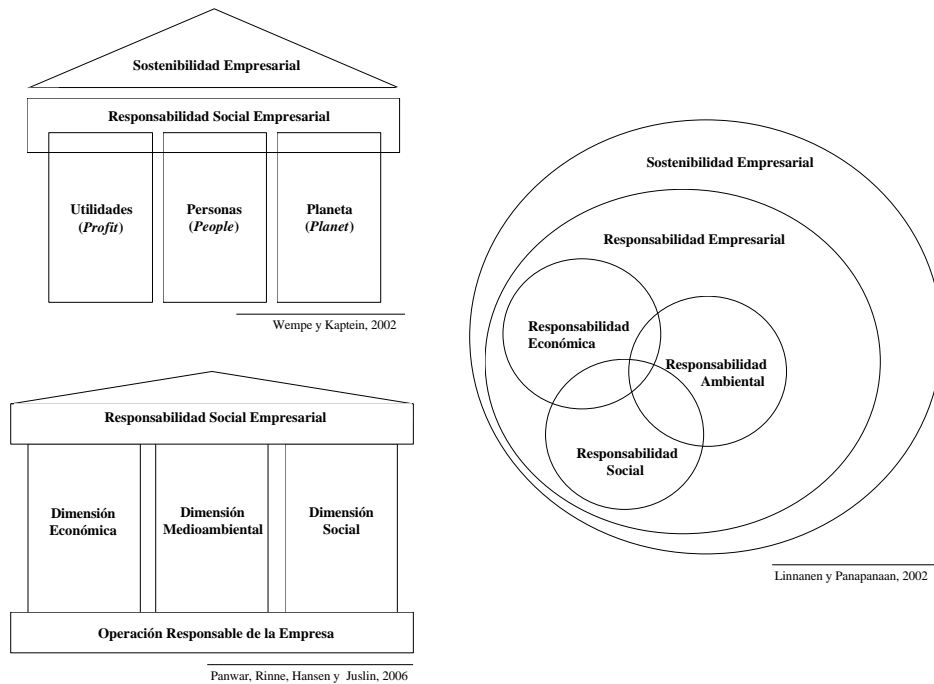 Sostenibilidad Empresarial
Responsabilidad Social Empresarial
Utilidades
(Profit)
Personas
(People)
Planeta
(Planet)
Wempe y Kaptein, 2002
Responsabilidad Social Empresarial
Dimensión
Económica
Dimensión
Medioambiental
Dimensión
Social
Operación Responsable de la Empresa
Panwar, Rinne, Hansen y Juslin, 2006
Sostenibilidad Empresarial
Responsabilidad Empresarial
Responsabilidad
Económica
Responsabilidad
Ambiental
Responsabilidad
Social
Linnanen y Panapanaan, 2002